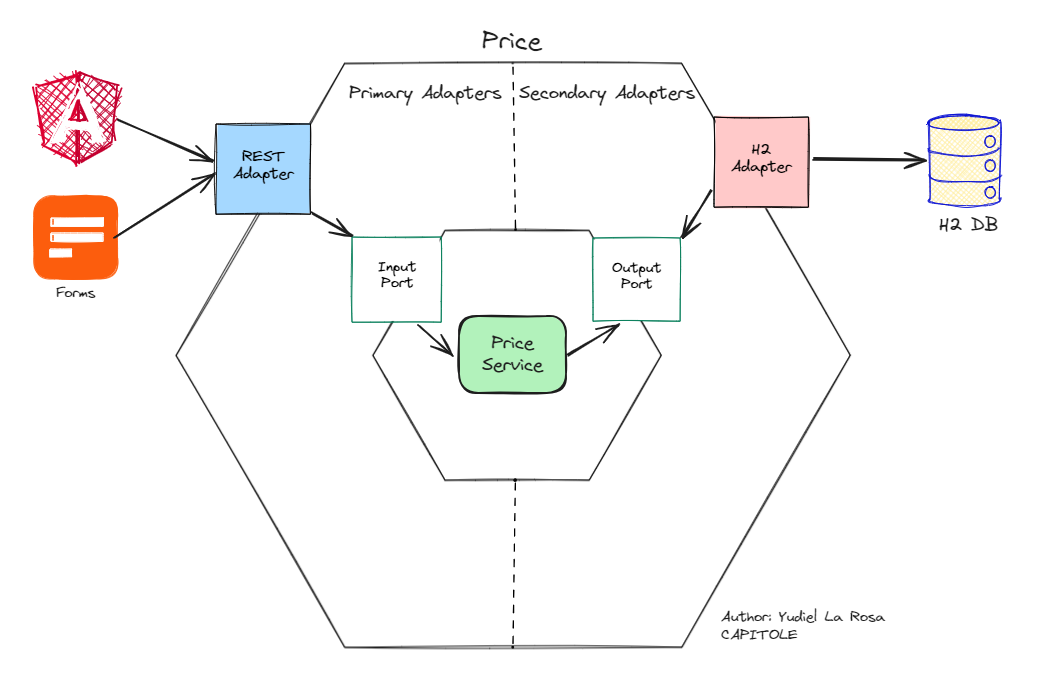 Price
Primary Adapters
Secondary Adapters
A
REST
Adapter
H2
Adapter
H2 DB
Forms
Input
Port
Output
Port
Price
Service
Author: Yudiel La Rosa
CAPITOLE